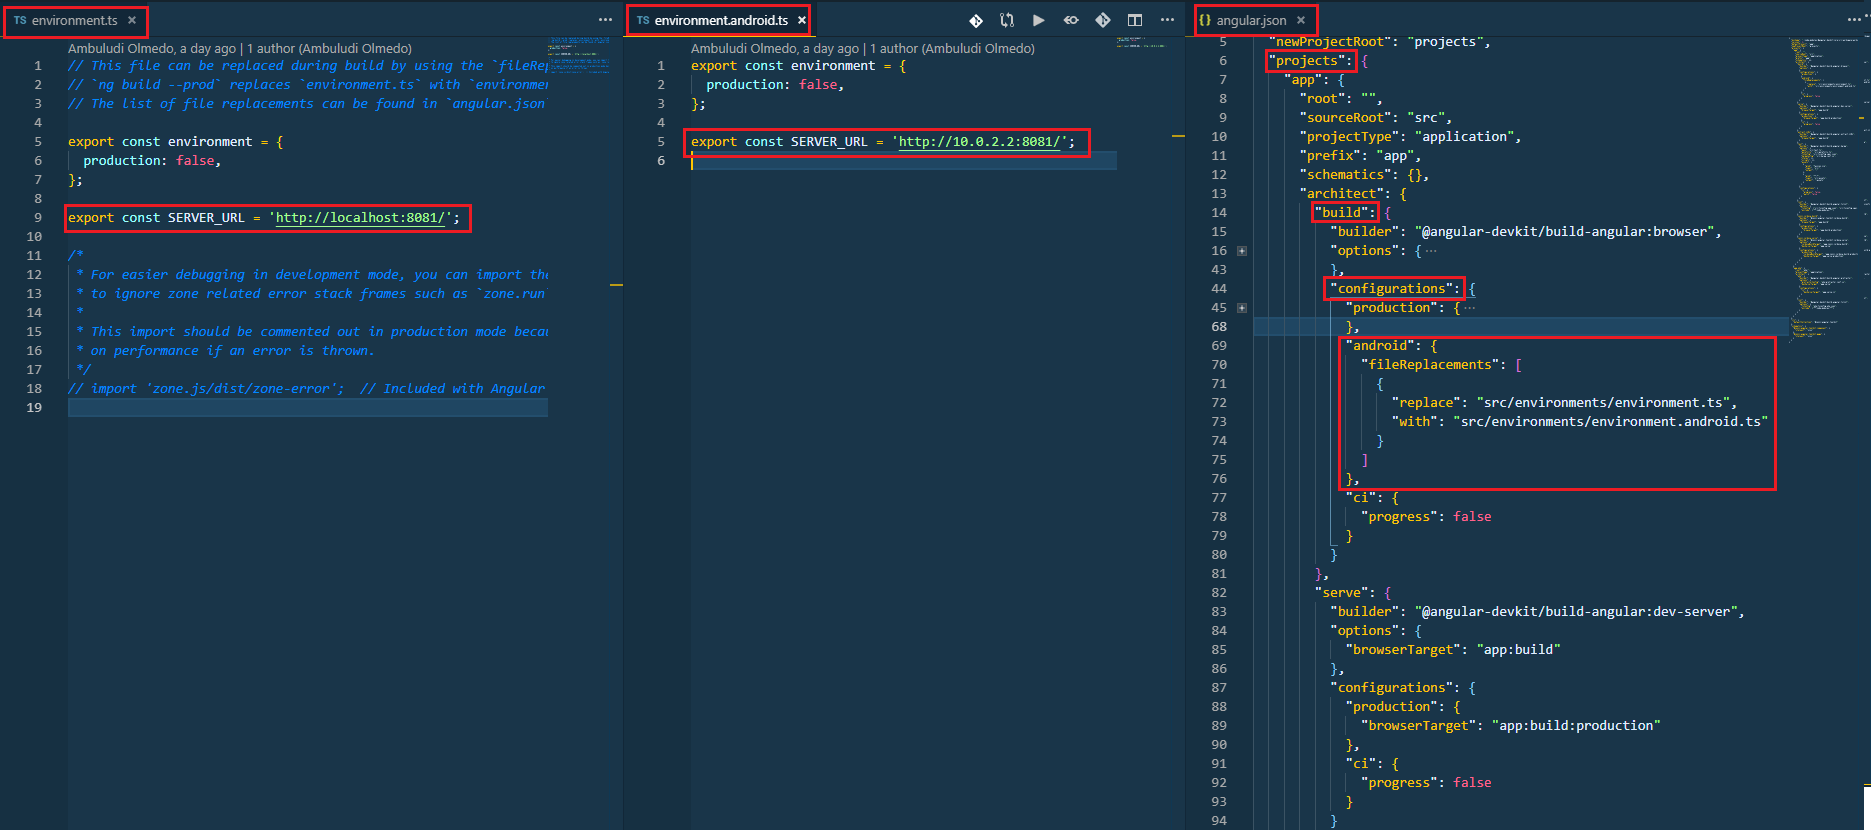 TS environment.ts ×
Ambuludi Olmedo, a day ago | 1 author (Ambuludi Olmedo)
1 // This file can be replaced during build by using the `fileRep
2 // `ng build --prod` replaces `environment.ts` with `environmen
3 // The list of file replacements can be found in `angular.json`
4
5 export const environment = {
6 production: false,
7 };
8
9 export const SERVER_URL = 'http://localhost:8081/';
10
11 /*
12 * For easier debugging in development mode, you can import the
13 * to ignore zone related error stack frames such as `zone.run`
14 *
15 * This import should be commented out in production mode becau
16 * on performance if an error is thrown.
17 */
18 // import 'zone.js/dist/zone-error';  // Included with Angular
19
TS environment.android.ts ×
Ambuludi Olmedo, a day ago | 1 author (Ambuludi Olmedo)
1 export const environment = {
2 production: false,
3 };
4
5 export const SERVER_URL = 'http://10.0.2.2:8081/';
6
{} angular.json ×
5 "newProjectRoot": "projects",
6 "projects": {
7 "app": {
8 "root": "",
9 "sourceRoot": "src",
10 "projectType": "application",
11 "prefix": "app",
12 "schematics": {},
13 "architect": {
14 "build": {
15 "builder": "@angular-devkit/build-angular:browser",
16 "options": { ...
43 },
44 "configurations": {
45 "production": { ...
68 },
69 "android": {
70 "fileReplacements": [
71 {
72 "replace": "src/environments/environment.ts",
73 "with": "src/environments/environment.android.ts"
74 }
75 ]
76 },
77 "ci": {
78 "progress": false
79 }
80 }
81 },
82 "serve": {
83 "builder": "@angular-devkit/build-angular:dev-server",
84 "options": {
85 "browserTarget": "app:build"
86 },
87 "configurations": {
88 "production": {
89 "browserTarget": "app:build:production"
90 },
91 "ci": {
92 "progress": false
93 }
94 }